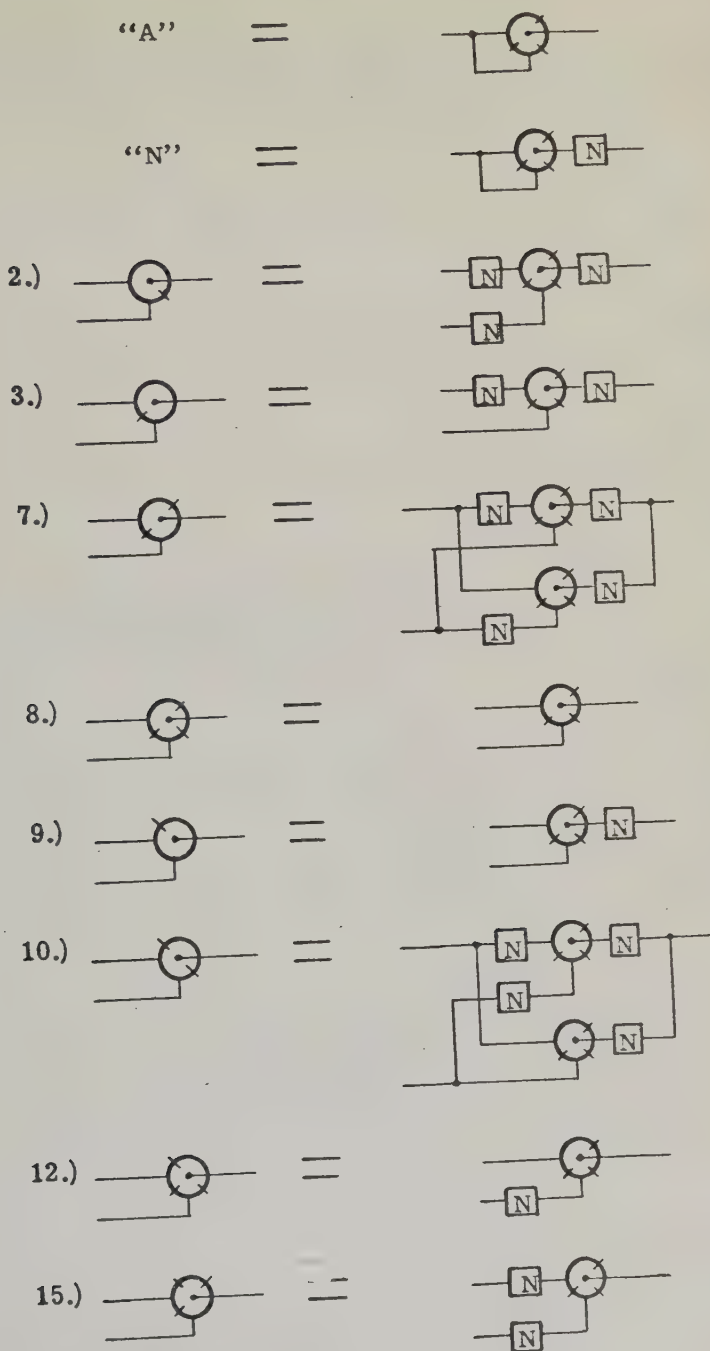 “A” =
“N” = N
2.) = N N
N
3.) = N N
7.) = N N
N
N
8.) =
9.) = N
10.) = N N
N
N
12.) =
N
15.) = N
N